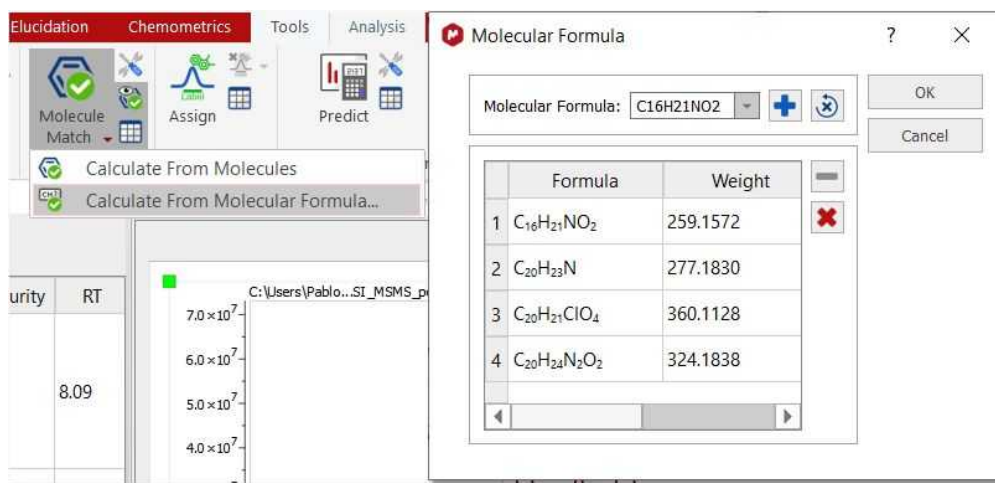 Elucidation Chemometrics Tools Analysis
Molecule Match
Assign
Predict
Calculate From Molecules
Calculate From Molecular Formula...
urity RT
8.09
C:\Users\Pablo...SI_MSMS_p
7.0×10⁷
6.0×10⁷
5.0×10⁷
4.0×10⁷
Molecular Formula ?
Molecular Formula: C16H21NO2
OK
Cancel
Formula Weight
1 C₁₆H₂₁NO₂ 259.1572
2 C₂₀H₂₃N 277.1830
3 C₂₀H₂₁ClO₄ 360.1128
4 C₂₀H₂₄N₂O₂ 324.1838